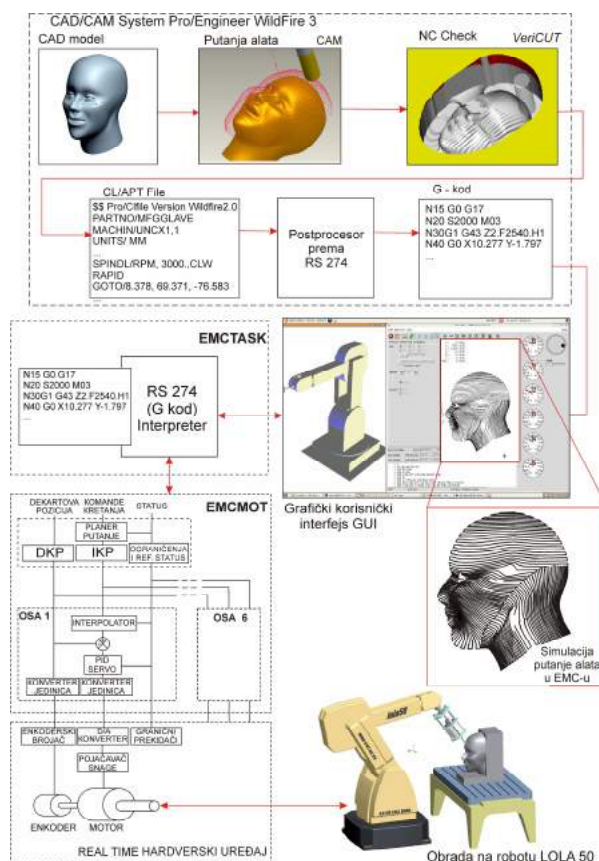 CAD/CAM System Pro/Engineer WildFire 3
CAD model
Putanja alata
CAM
NC Check
VeriCUT
CL/APT File
$$ Pro/Clfile Version Wildfire2.0
PARTNO/MFGGLAVE
MACHIN/UNCX1,1
UNITS/ MM
...
SPINDL/RPM, 3000.,CLW
RAPID
GOTO/8.378, 69.371, -76.583
...
Postprocesor
prema
RS 274
G - kod
N15 G0 G17
N20 S2000 M03
N30G1 G43 Z2.F2540.H1
N40 G0 X10.277 Y-1.797
...
EMCTASK
N15 G0 G17
N20 S2000 M03
N30G1 G43 Z2.F2540.H1
N40 G0 X10.277 Y-1.797
...
RS 274
(G kod)
Interpreter
Grafički korisnički
interfejs GUI
EMCMOT
DEKARTOVA
POZICIJA
KOMANDE
KRETANJA
STATUS
PLANER
PUTANJE
DKP
IKP
OGRANIČENJA
I REF. STATUS
OSA 1
OSA 6
INTERPOLATOR
PID
SERVO
KONVERTER
JEDINICA
KONVERTER
JEDINICA
ENKODERSKI
BROJAČ
D/A
KONVERTER
GRANIČNI
PREKIDAČI
POJAČAVAČ
SNAGE
ENKODER
MOTOR
REAL TIME HARDVERSKI UREĐAJ
Simulacija
putanje alata
u EMC-u
Lola50
Obrada na robotu LOLA 50